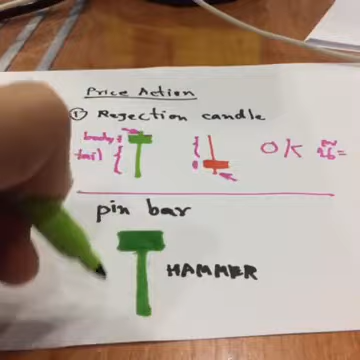 Price Action
① Rejection candle
body
tail
OK
pin bar
HAMMER